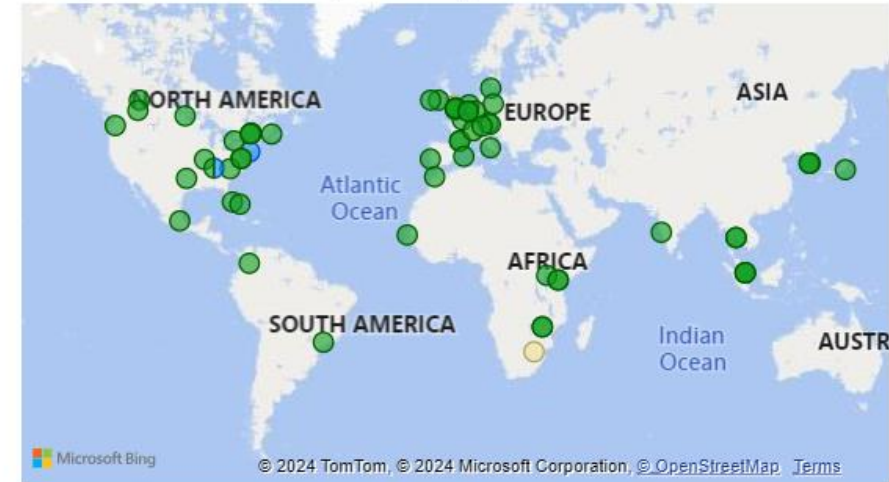 ASIA
ORTH AMERICA
EUROPE
Atlantic
Ocean
AFRICA
SOUTH AMERICA
Indian
Ocean
AUSTR
Microsoft Bing
© 2024 TomTom, © 2024 Microsoft Corporation, © OpenStreetMap Terms